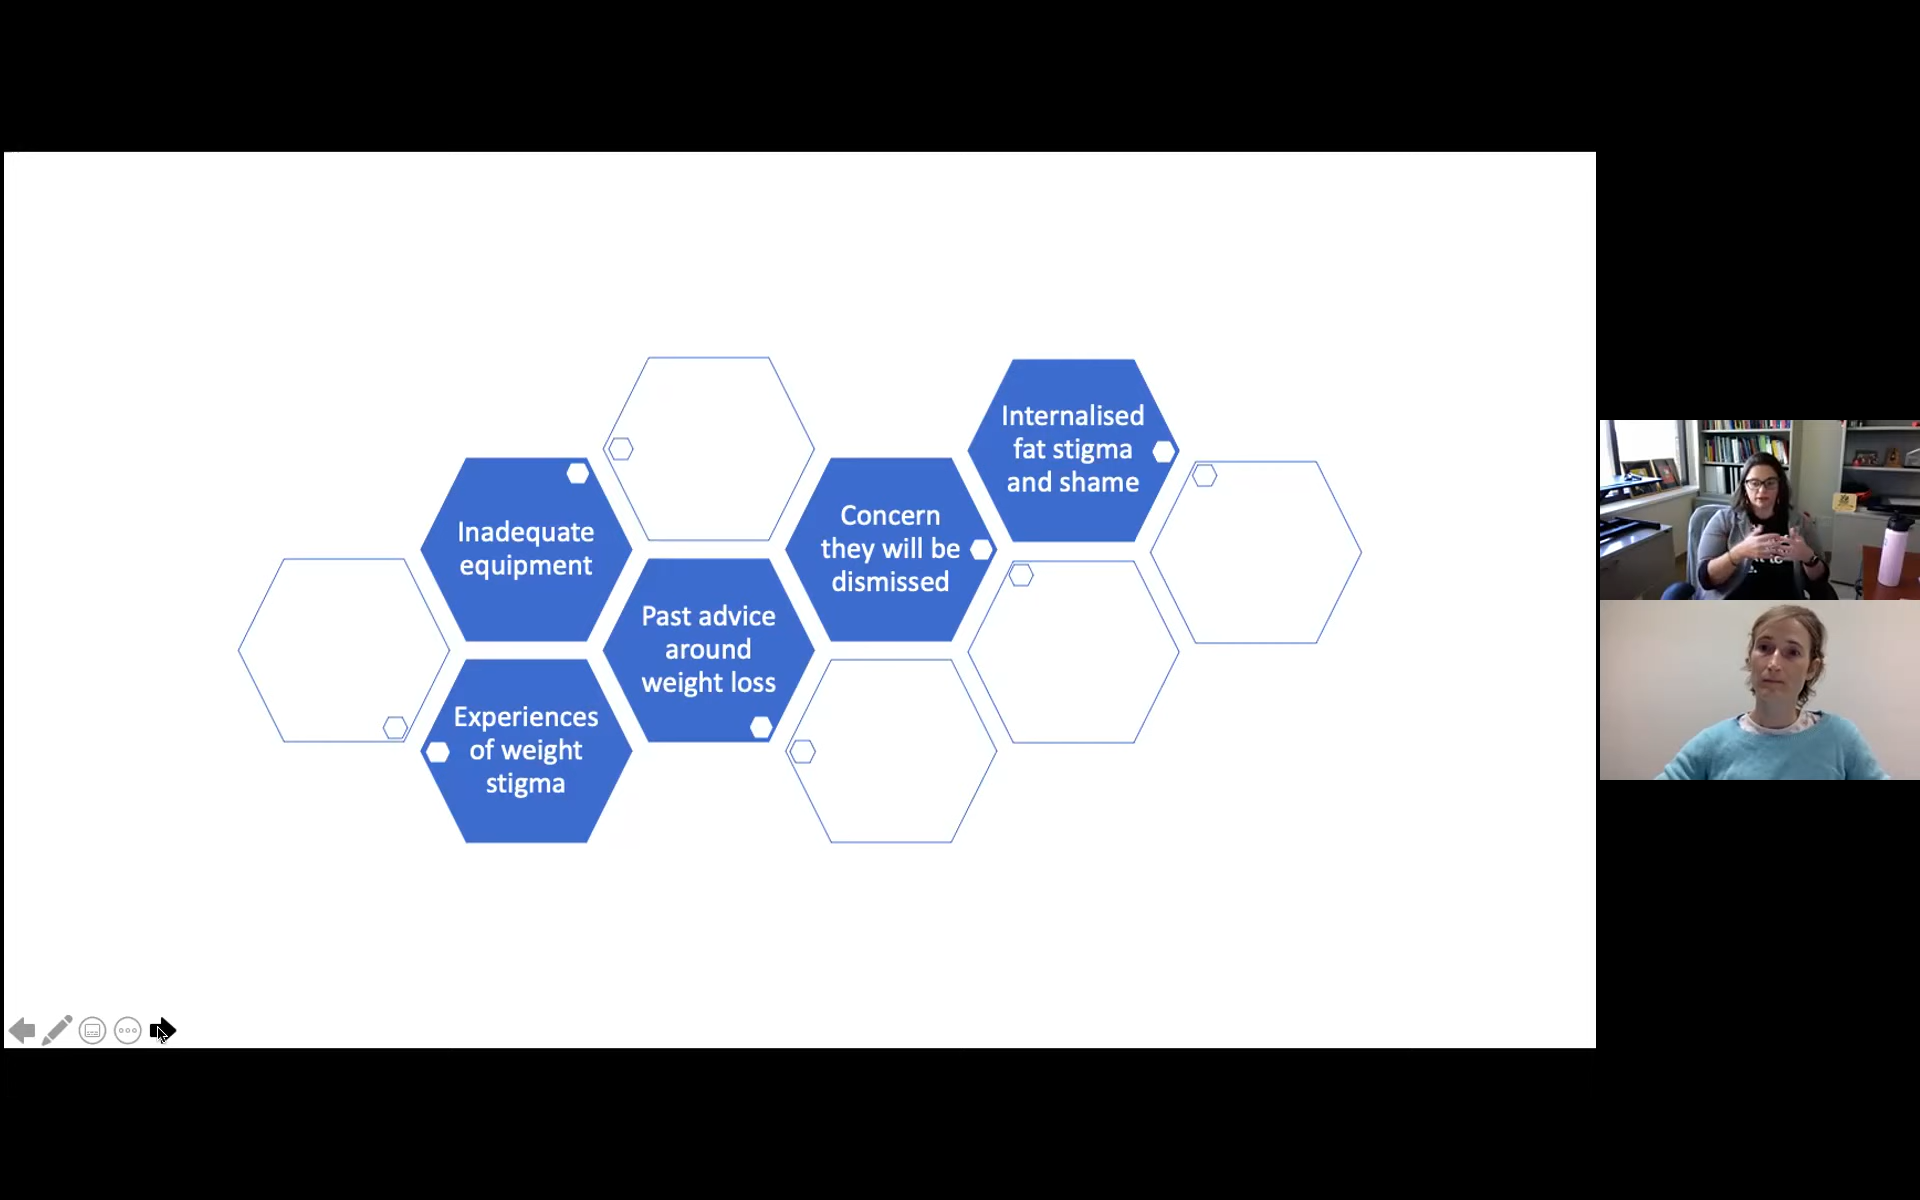 Inadequate
equipment
Experiences
of weight
stigma
Past advice
around
weight loss
Concern
they will be
dismissed
Internalised
fat stigma
and shame